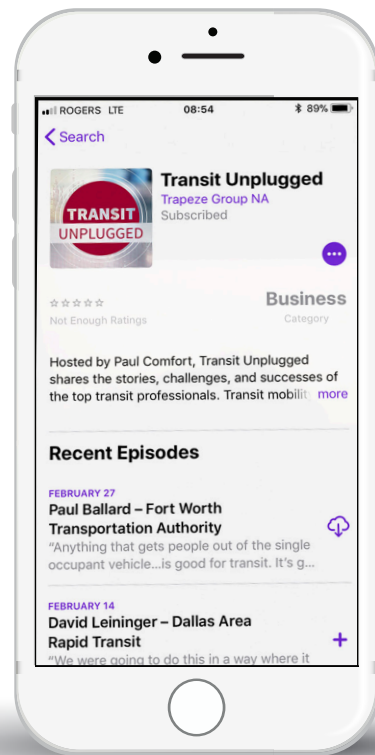 ROGERS LTE 08:54 89%
Search
TRANSIT
UNPLUGGED
Transit Unplugged
Trapeze Group NA
Subscribed
Not Enough Ratings
Business
Category
Hosted by Paul Comfort, Transit Unplugged
shares the stories, challenges, and successes of
the top transit professionals. Transit mobilit more
Recent Episodes
FEBRUARY 27
Paul Ballard – Fort Worth
Transportation Authority
“Anything that gets people out of the single
occupant vehicle...is good for transit. It’s g...
FEBRUARY 14
David Leininger – Dallas Area
Rapid Transit
“We were going to do this in a way where it